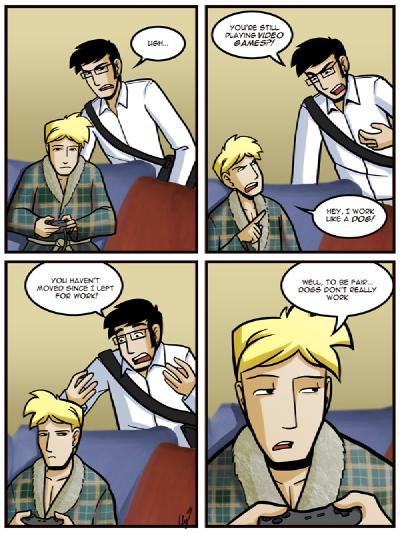 UGH...
YOU'RE STILL
PLAYING VIDEO
GAMES?!
HEY, I WORK
LIKE A DOG!
YOU HAVEN'T
MOVED SINCE I LEFT
FOR WORK!
WELL, TO BE FAIR...
DOGS DON'T REALLY
WORK